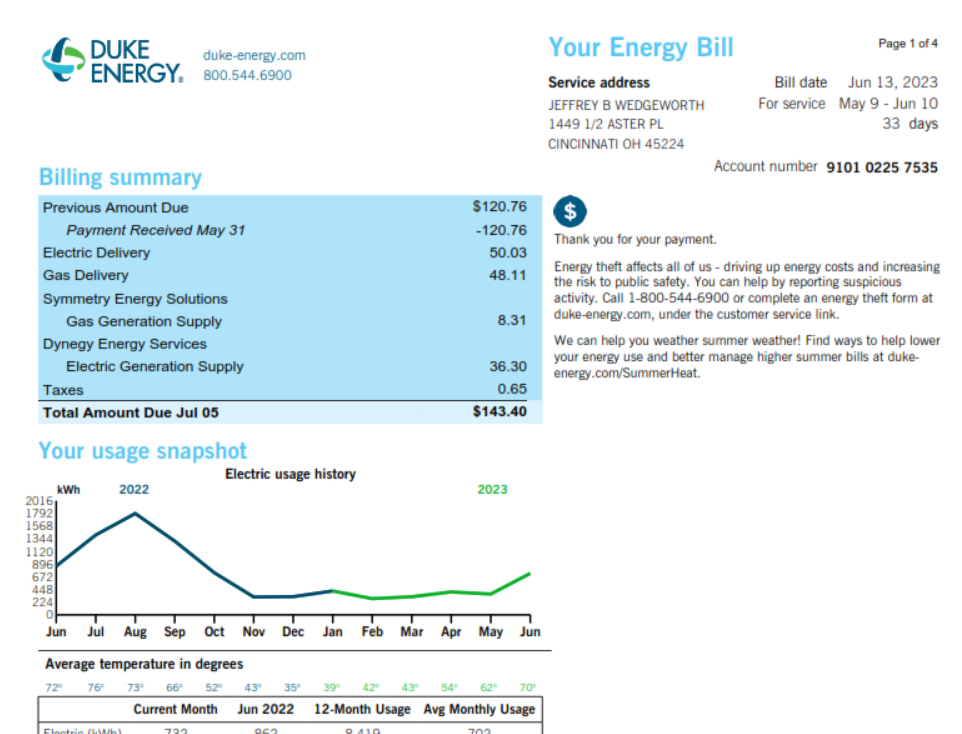 DUKE ENERGY®
duke-energy.com
800.544.6900
Your Energy Bill
Page 1 of 4
Service address
JEFFREY B WEDGEWORTH
1449 1/2 ASTER PL
CINCINNATI OH 45224
Bill date Jun 13, 2023
For service May 9 - Jun 10
33 days
Account number 9101 0225 7535
Billing summary
Previous Amount Due $120.76
Payment Received May 31 -120.76
Electric Delivery 50.03
Gas Delivery 48.11
Symmetry Energy Solutions
Gas Generation Supply 8.31
Dynegy Energy Services
Electric Generation Supply 36.30
Taxes 0.65
Total Amount Due Jul 05 $143.40
$
Thank you for your payment.
Energy theft affects all of us - driving up energy costs and increasing
the risk to public safety. You can help by reporting suspicious
activity. Call 1-800-544-6900 or complete an energy theft form at
duke-energy.com, under the customer service link.
We can help you weather summer weather! Find ways to help lower
your energy use and better manage higher summer bills at duke-
energy.com/SummerHeat.
Your usage snapshot
Electric usage history
kWh 2022 2023
2016
1792
1568
1344
1120
896
672
448
224
0
Jun Jul Aug Sep Oct Nov Dec Jan Feb Mar Apr May Jun
Average temperature in degrees
72° 76° 73° 66° 52° 43° 35° 39° 42° 43° 54° 62° 70°
Current Month Jun 2022 12-Month Usage Avg Monthly Usage
Electric (kWh) 732 862 8,419 702